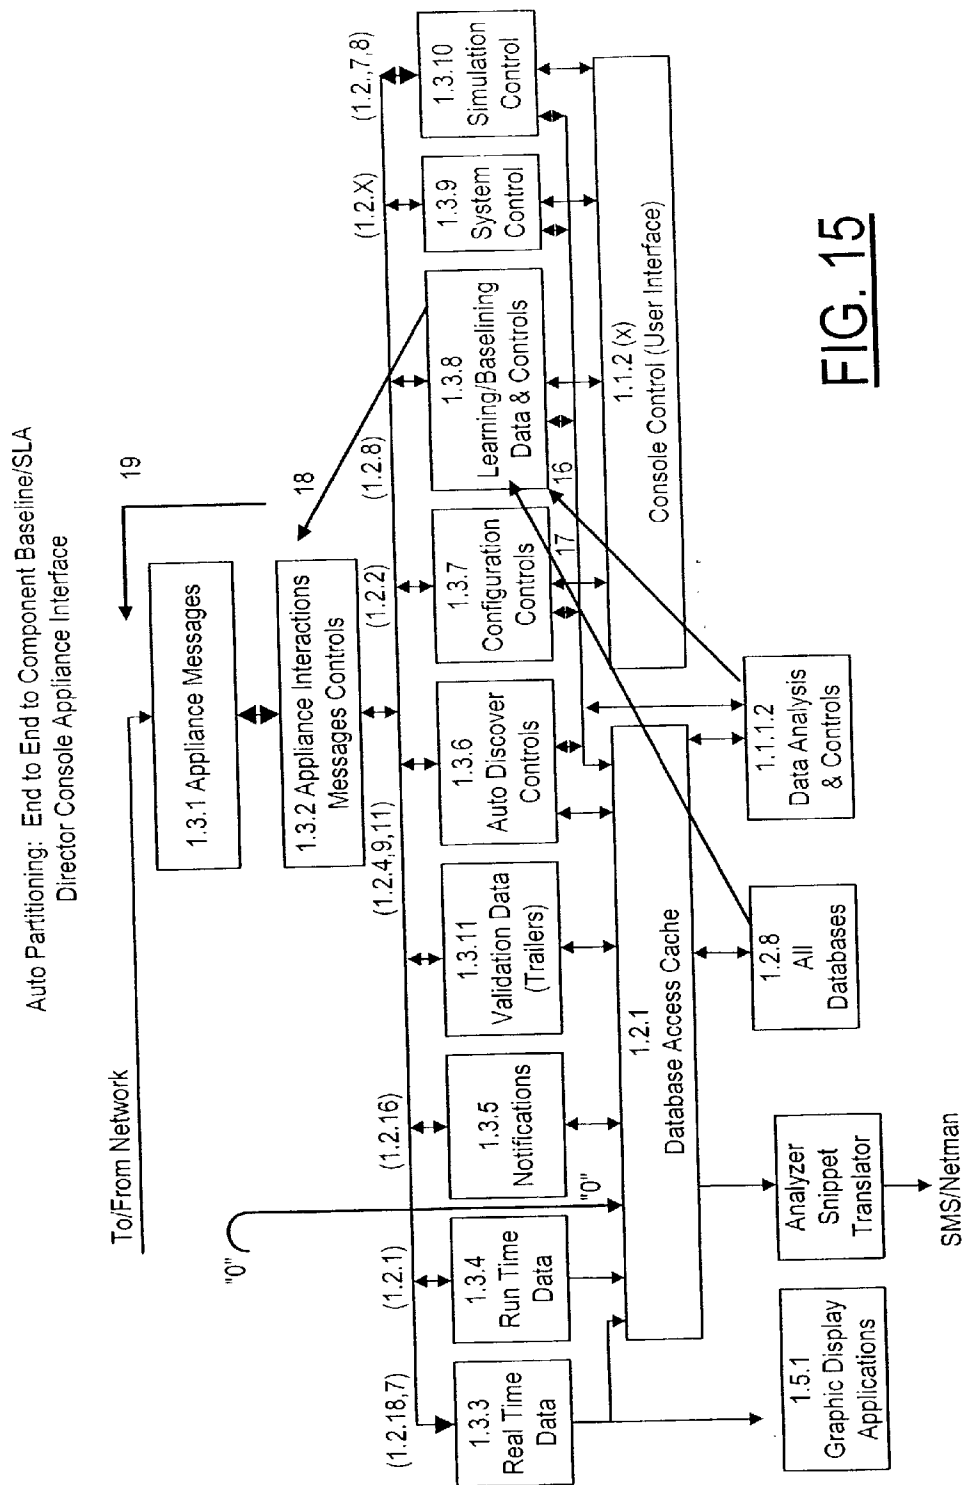 Auto Partitioning: End to End to Component Baseline/SLA
Director Console Appliance Interface
To/From Network
19
1.3.1 Appliance Messages
18
1.3.2 Appliance Interactions
Messages Controls
"0"
(1.2.18,7)
(1.2.1)
(1.2.16)
(1.2.4,9,11)
(1.2.2)
(1.2.8)
(1.2.X)
(1.2.,7,8)
1.3.3
Real Time
Data
1.3.4
Run Time
Data
1.3.5
Notifications
1.3.11
Validation Data
(Trailers)
1.3.6
Auto Discover
Controls
1.3.7
Configuration
Controls
1.3.8
Learning/Baselining
Data & Controls
1.3.9
System
Control
1.3.10
Simulation
Control
"0"
17
16
1.2.1
Database Access Cache
1.1.2 (x)
Console Control (User Interface)
1.5.1
Graphic Display
Applications
Analyzer
Snippet
Translator
1.2.8
All
Databases
1.1.1.2
Data Analysis
& Controls
SMS/Netman
FIG. 15